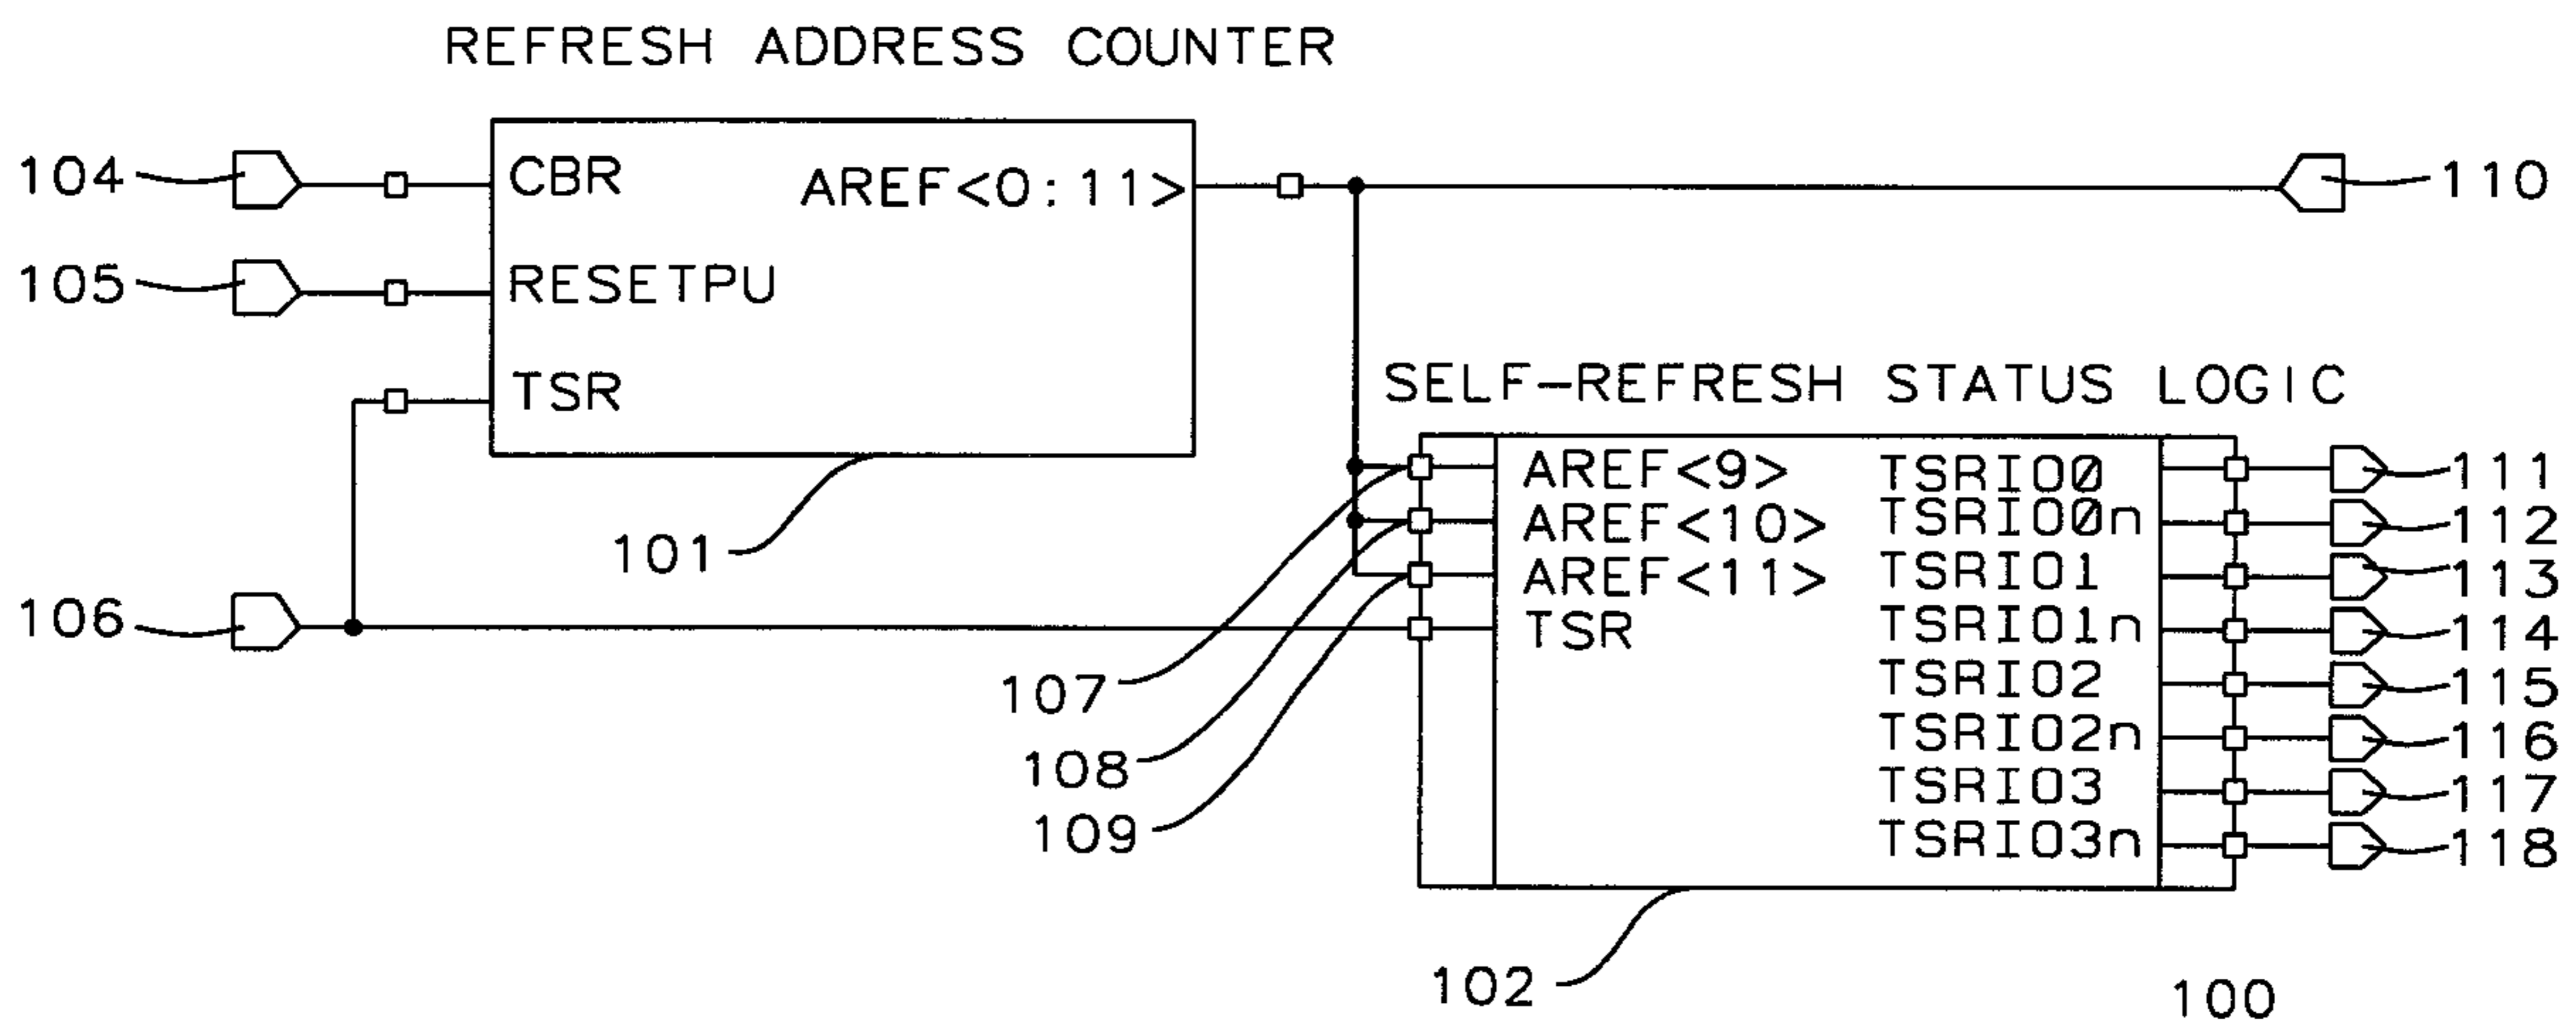 REFRESH ADDRESS COUNTER
104 CBR AREF<0:11> 110
105 RESETPU
TSR
SELF-REFRESH STATUS LOGIC
AREF<9> TSRIO0 111
101 AREF<10> TSRIO0n 112
AREF<11> TSRIO1 113
106 TSR TSRIO1n 114
107 TSRIO2 115
108 TSRIO2n 116
109 TSRIO3 117
TSRIO3n 118
102
100